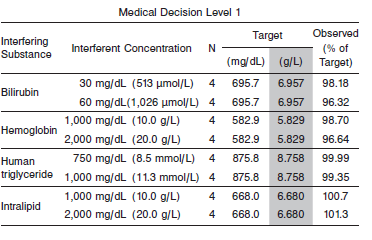 Medical Decision Level 1
Interfering Substance Interferent Concentration N Target Observed (% of Target)
(mg/dL) (g/L)
Bilirubin 30 mg/dL (513 µmol/L) 4 695.7 6.957 98.18
60 mg/dL(1,026 µmol/L) 4 695.7 6.957 96.32
Hemoglobin 1,000 mg/dL (10.0 g/L) 4 582.9 5.829 98.70
2,000 mg/dL (20.0 g/L) 4 582.9 5.829 96.64
Human triglyceride 750 mg/dL (8.5 mmol/L) 4 875.8 8.758 99.99
1,000 mg/dL (11.3 mmol/L) 4 875.8 8.758 99.35
Intralipid 1,000 mg/dL (10.0 g/L) 4 668.0 6.680 100.7
2,000 mg/dL (20.0 g/L) 4 668.0 6.680 101.3